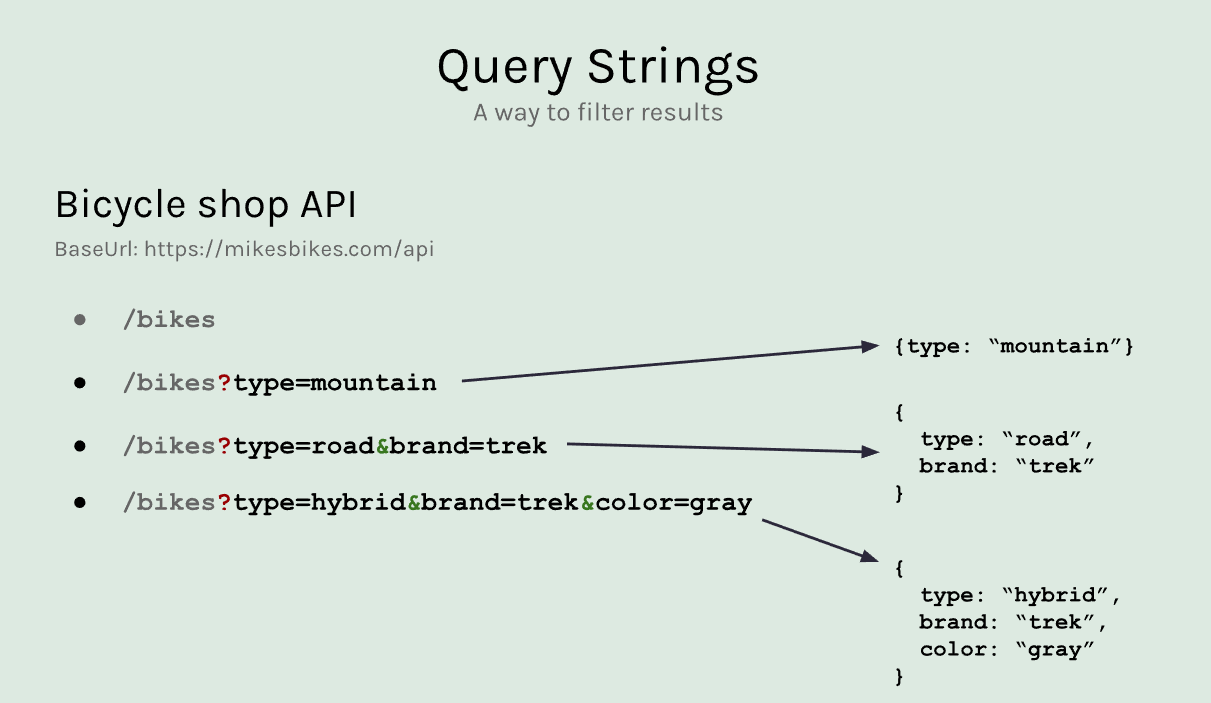 Query Strings
A way to filter results
Bicycle shop API
BaseUrl: https://mikesbikes.com/api
● /bikes
● /bikes?type=mountain
● /bikes?type=road&brand=trek
● /bikes?type=hybrid&brand=trek&color=gray
{type: “mountain”}
{
type: “road”,
brand: “trek”
}
{
type: “hybrid”,
brand: “trek”,
color: “gray”
}